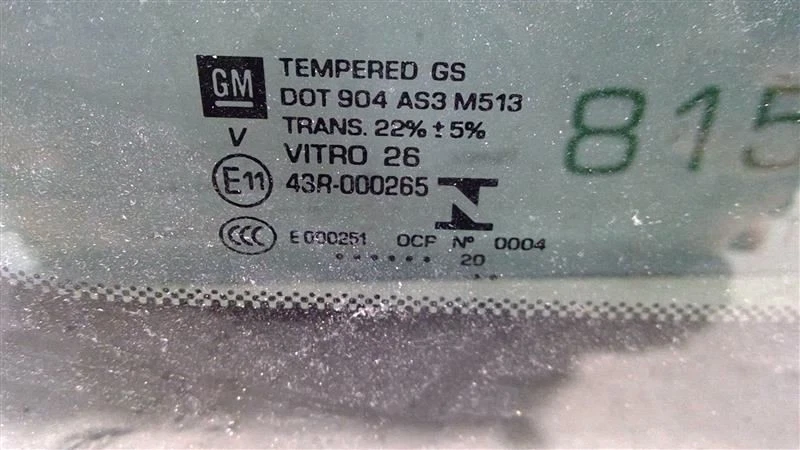 GM
TEMPERED GS
DOT 904 AS3 M513
TRANS. 22% ± 5%
V
VITRO 26
E11
43R-000265
CCC
E000251 OCP Nº 0004
20
815